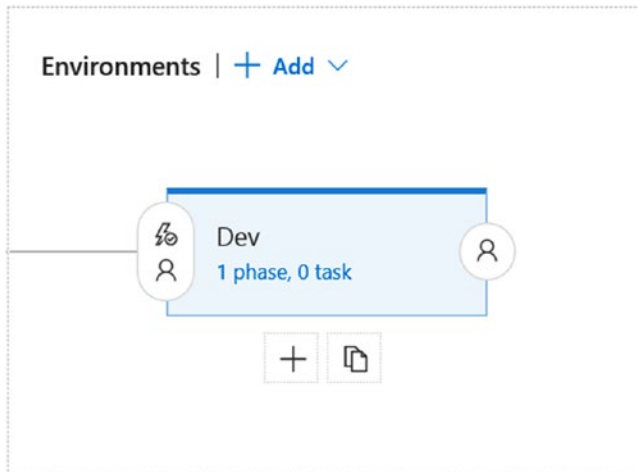 Environments | + Add
Dev
1 phase, 0 task